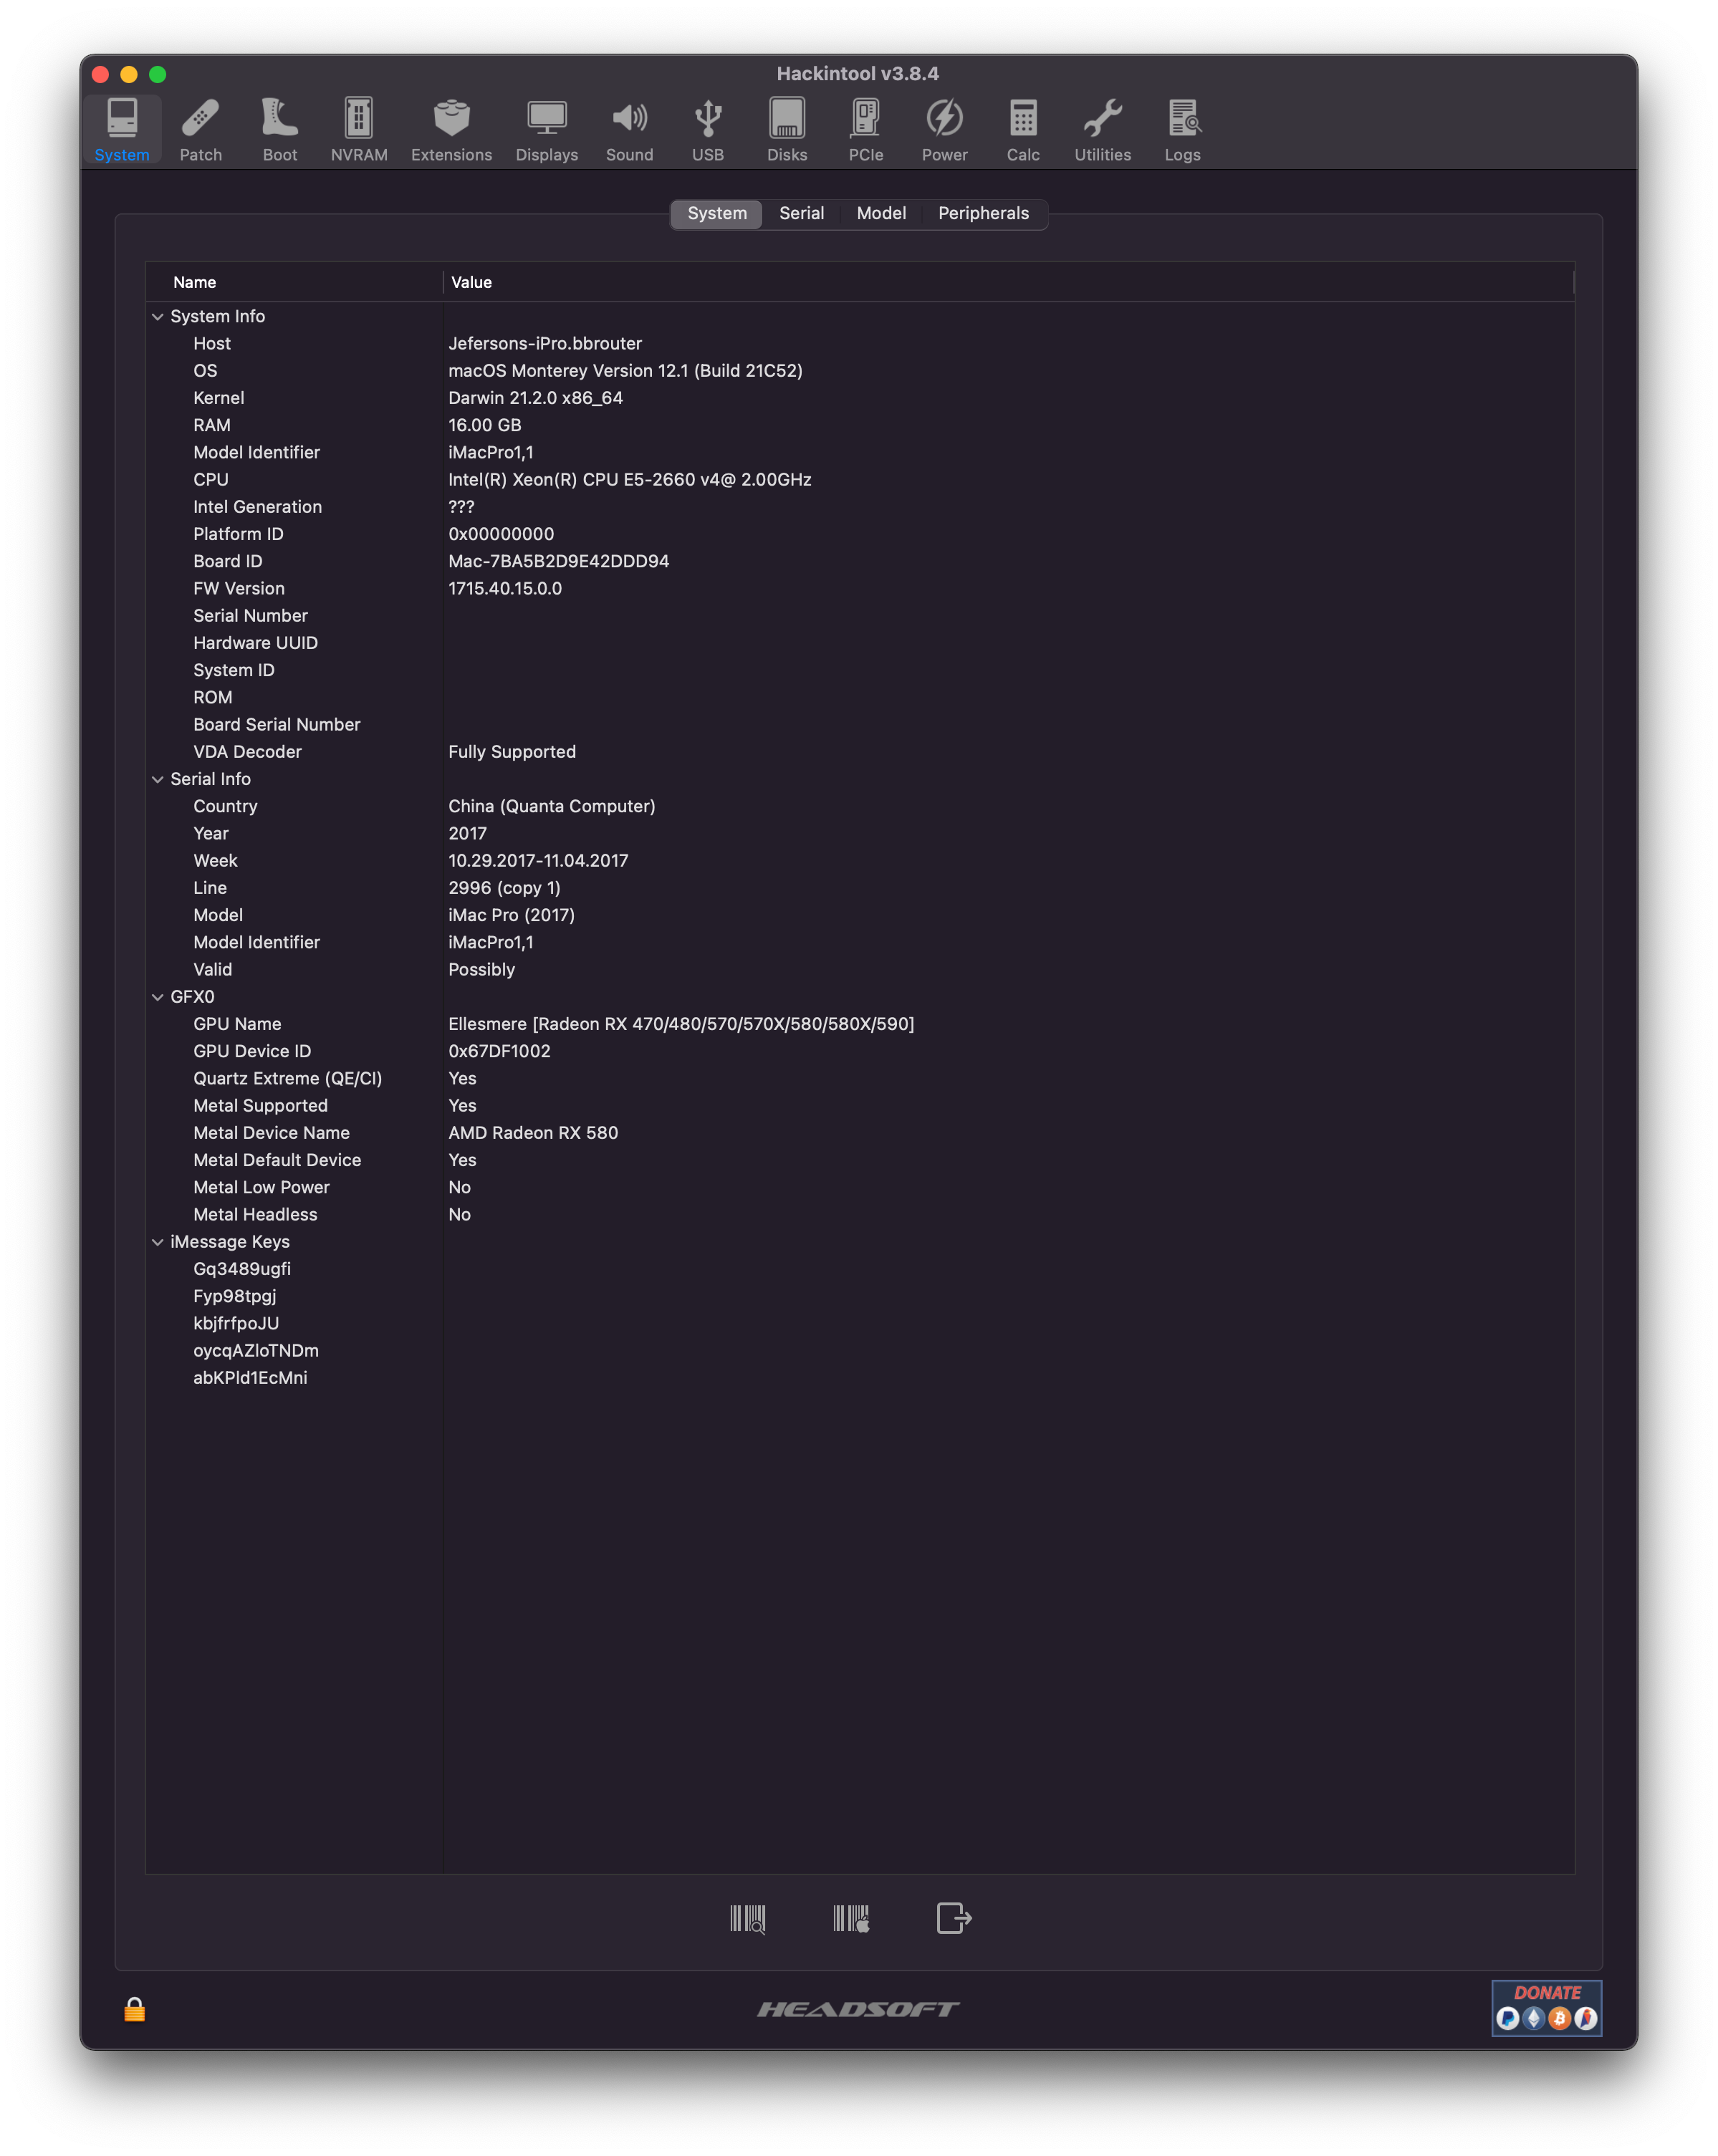 Hackintool v3.8.4
System Patch Boot NVRAM Extensions Displays Sound USB Disks PCIe Power Calc Utilities Logs
System Serial Model Peripherals
Name Value
System Info
Host Jefersons-iPro.bbrouter
OS macOS Monterey Version 12.1 (Build 21C52)
Kernel Darwin 21.2.0 x86_64
RAM 16.00 GB
Model Identifier iMacPro1,1
CPU Intel(R) Xeon(R) CPU E5-2660 v4@ 2.00GHz
Intel Generation ???
Platform ID 0x00000000
Board ID Mac-7BA5B2D9E42DDD94
FW Version 1715.40.15.0.0
Serial Number
Hardware UUID
System ID
ROM
Board Serial Number
VDA Decoder Fully Supported
Serial Info
Country China (Quanta Computer)
Year 2017
Week 10.29.2017-11.04.2017
Line 2996 (copy 1)
Model iMac Pro (2017)
Model Identifier iMacPro1,1
Valid Possibly
GFX0
GPU Name Ellesmere [Radeon RX 470/480/570/570X/580/580X/590]
GPU Device ID 0x67DF1002
Quartz Extreme (QE/CI) Yes
Metal Supported Yes
Metal Device Name AMD Radeon RX 580
Metal Default Device Yes
Metal Low Power No
Metal Headless No
iMessage Keys
Gq3489ugfi
Fyp98tpgj
kbjfrfpoJU
oycqAZloTNDm
abKPld1EcMni
HEADSOFT
DONATE